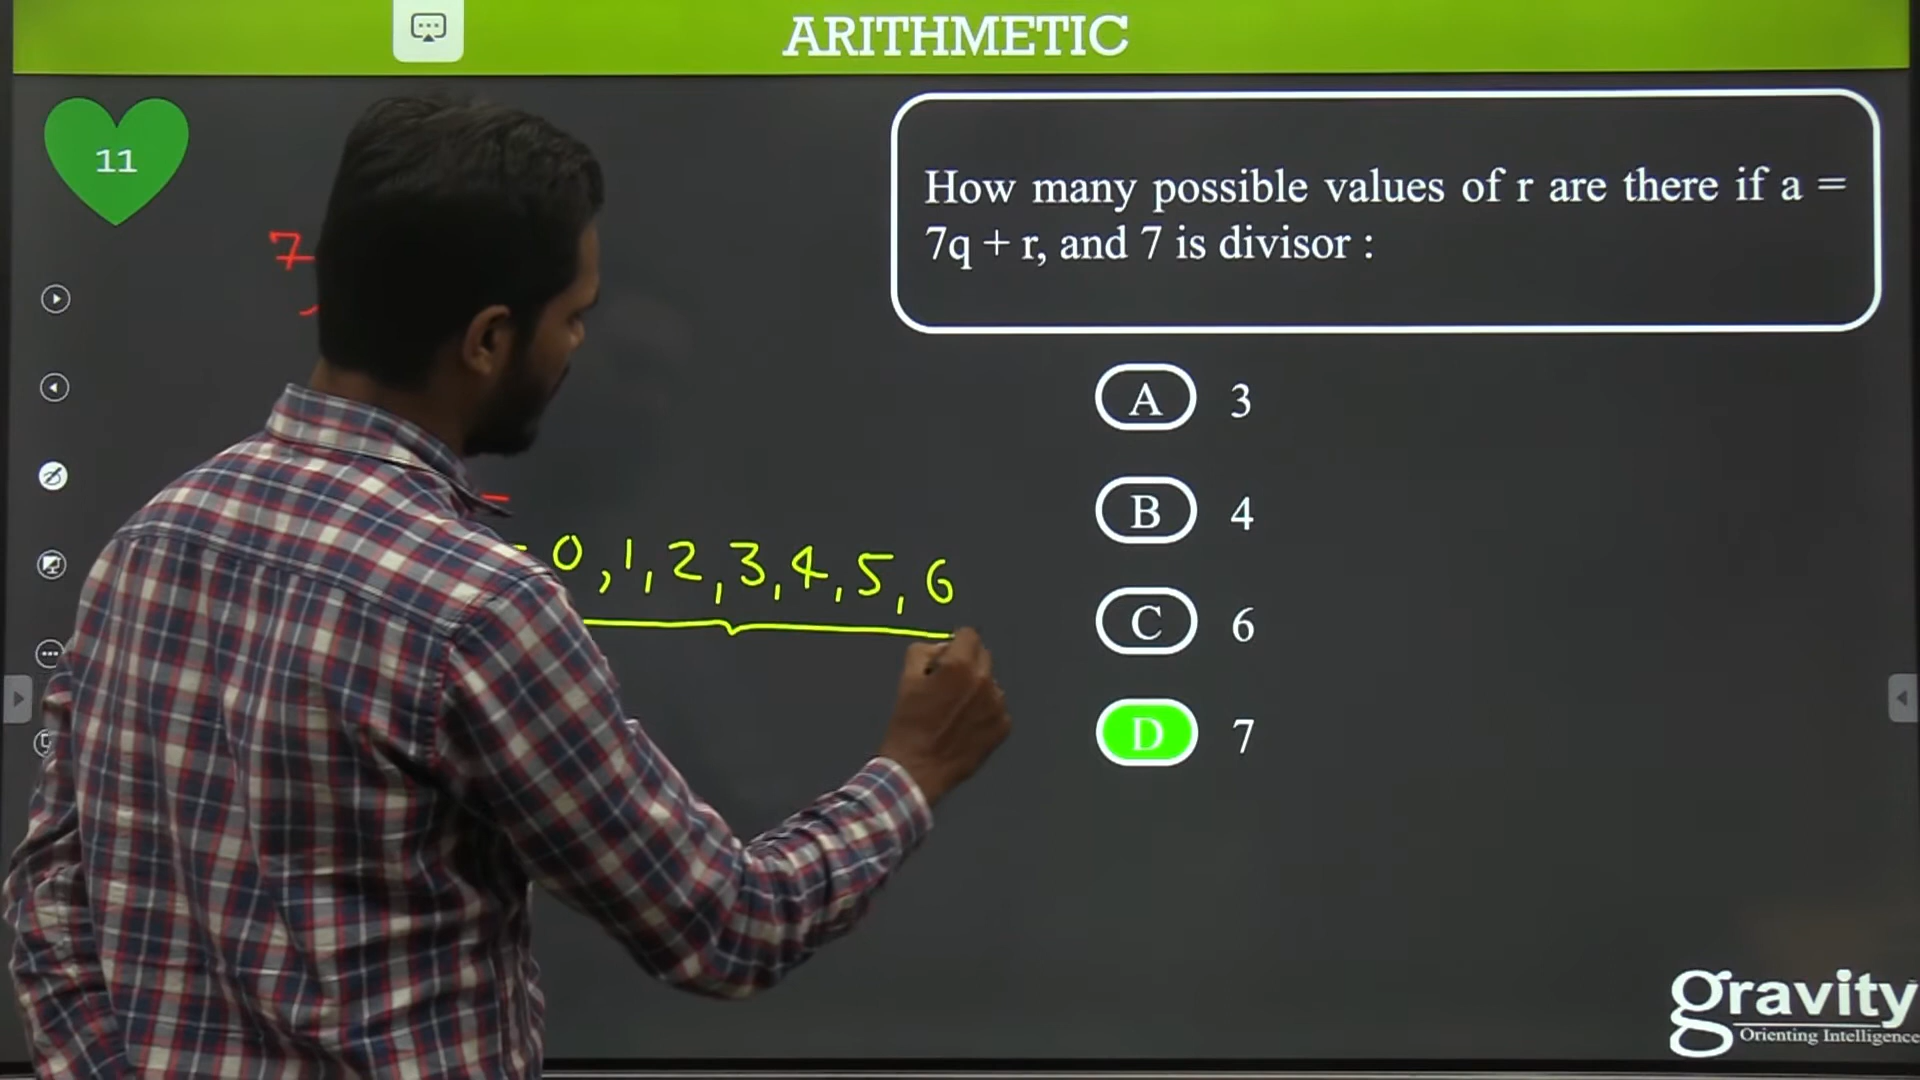 ARITHMETIC
11
How many possible values of r are there if a =
7q + r, and 7 is divisor :
7
0,1,2,3,4,5,6
A 3
B 4
C 6
D 7
gravity
Orienting Intelligence